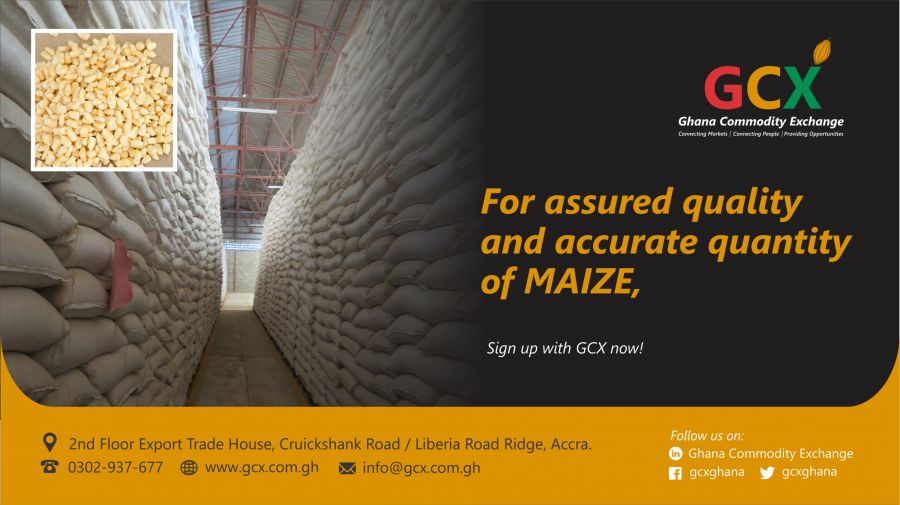 GCX
Ghana Commodity Exchange
Connecting Markets | Connecting People | Providing Opportunities
For assured quality
and accurate quantity
of MAIZE,
Sign up with GCX now!
2nd Floor Export Trade House, Cruickshank Road / Liberia Road Ridge, Accra.
0302-937-677 www.gcx.com.gh info@gcx.com.gh
Follow us on:
Ghana Commodity Exchange
gcxghana gcxghana